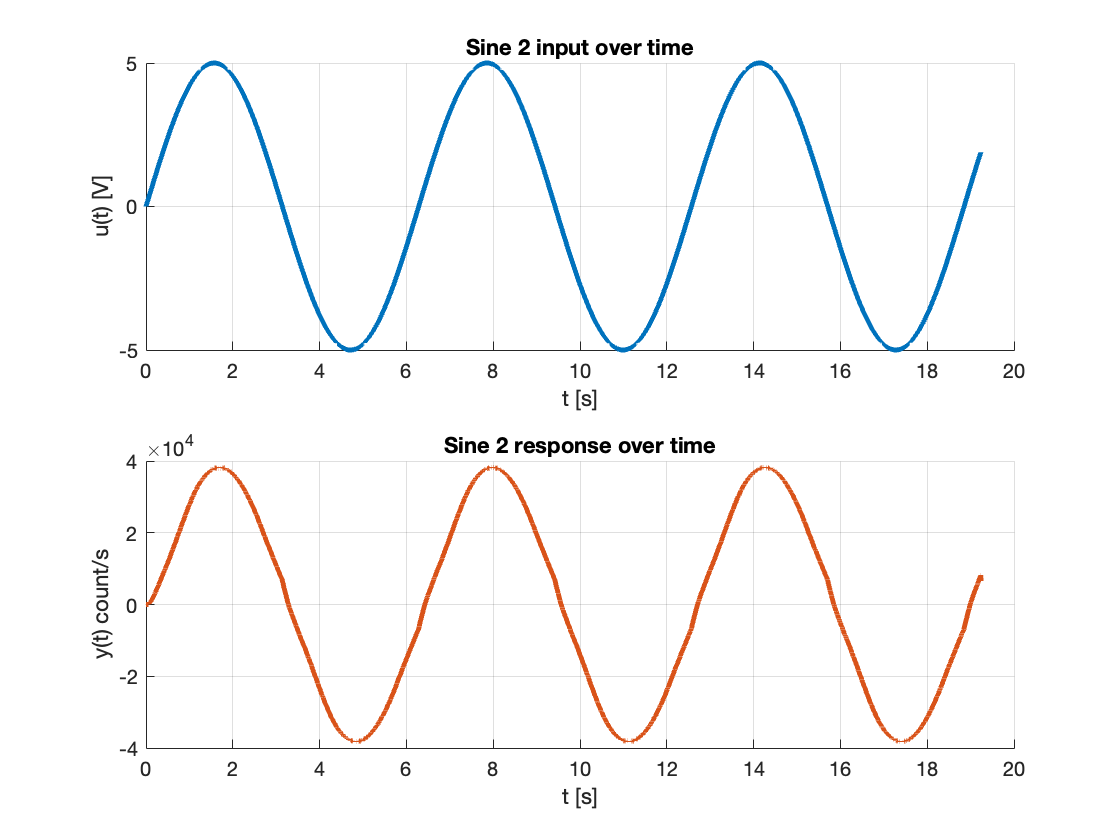 Sine 2 input over time
u(t) [V]
5
0
-5
0 2 4 6 8 10 12 14 16 18 20
t [s]
Sine 2 response over time
×10^4
y(t) count/s
4
2
0
-2
-4
0 2 4 6 8 10 12 14 16 18 20
t [s]